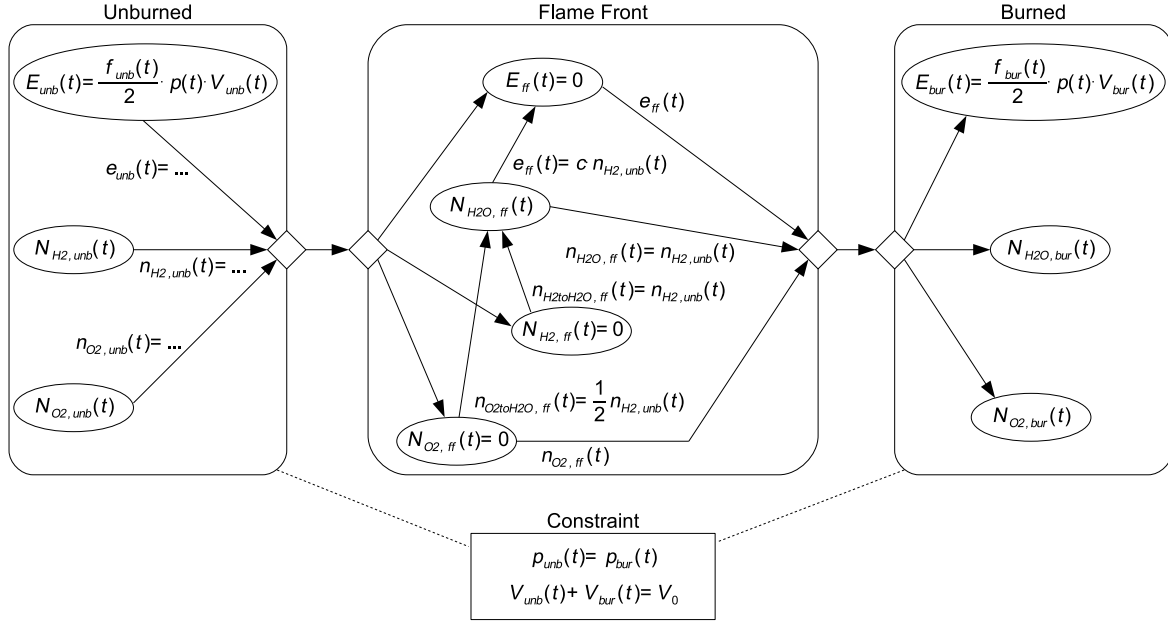 Unburned
E_unb(t) = f_unb(t)/2 · p(t) · V_unb(t)
e_unb(t) = ...
N_H2,unb(t)
n_H2,unb(t) = ...
n_O2,unb(t) = ...
N_O2,unb(t)
Flame Front
E_ff(t) = 0
e_ff(t)
e_ff(t) = c n_H2,unb(t)
N_H2O,ff(t)
n_H2O,ff(t) = n_H2,unb(t)
n_H2toH2O,ff(t) = n_H2,unb(t)
N_H2,ff(t) = 0
n_O2toH2O,ff(t) = 1/2 n_H2,unb(t)
N_O2,ff(t) = 0
n_O2,ff(t)
Burned
E_bur(t) = f_bur(t)/2 · p(t) · V_bur(t)
N_H2O,bur(t)
N_O2,bur(t)
Constraint
p_unb(t) = p_bur(t)
V_unb(t) + V_bur(t) = V_0